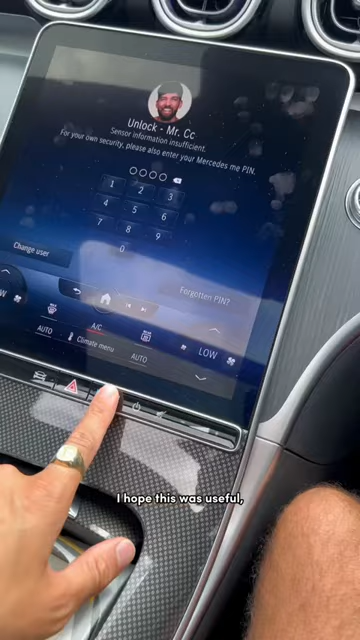 Unlock - Mr. Cc
Sensor information insufficient.
For your own security, please also enter your Mercedes me PIN.
1 2 3
4 5 6
7 8 9
0
Change user
Forgotten PIN?
A/C
AUTO
Climate menu
AUTO
LOW
I hope this was useful,